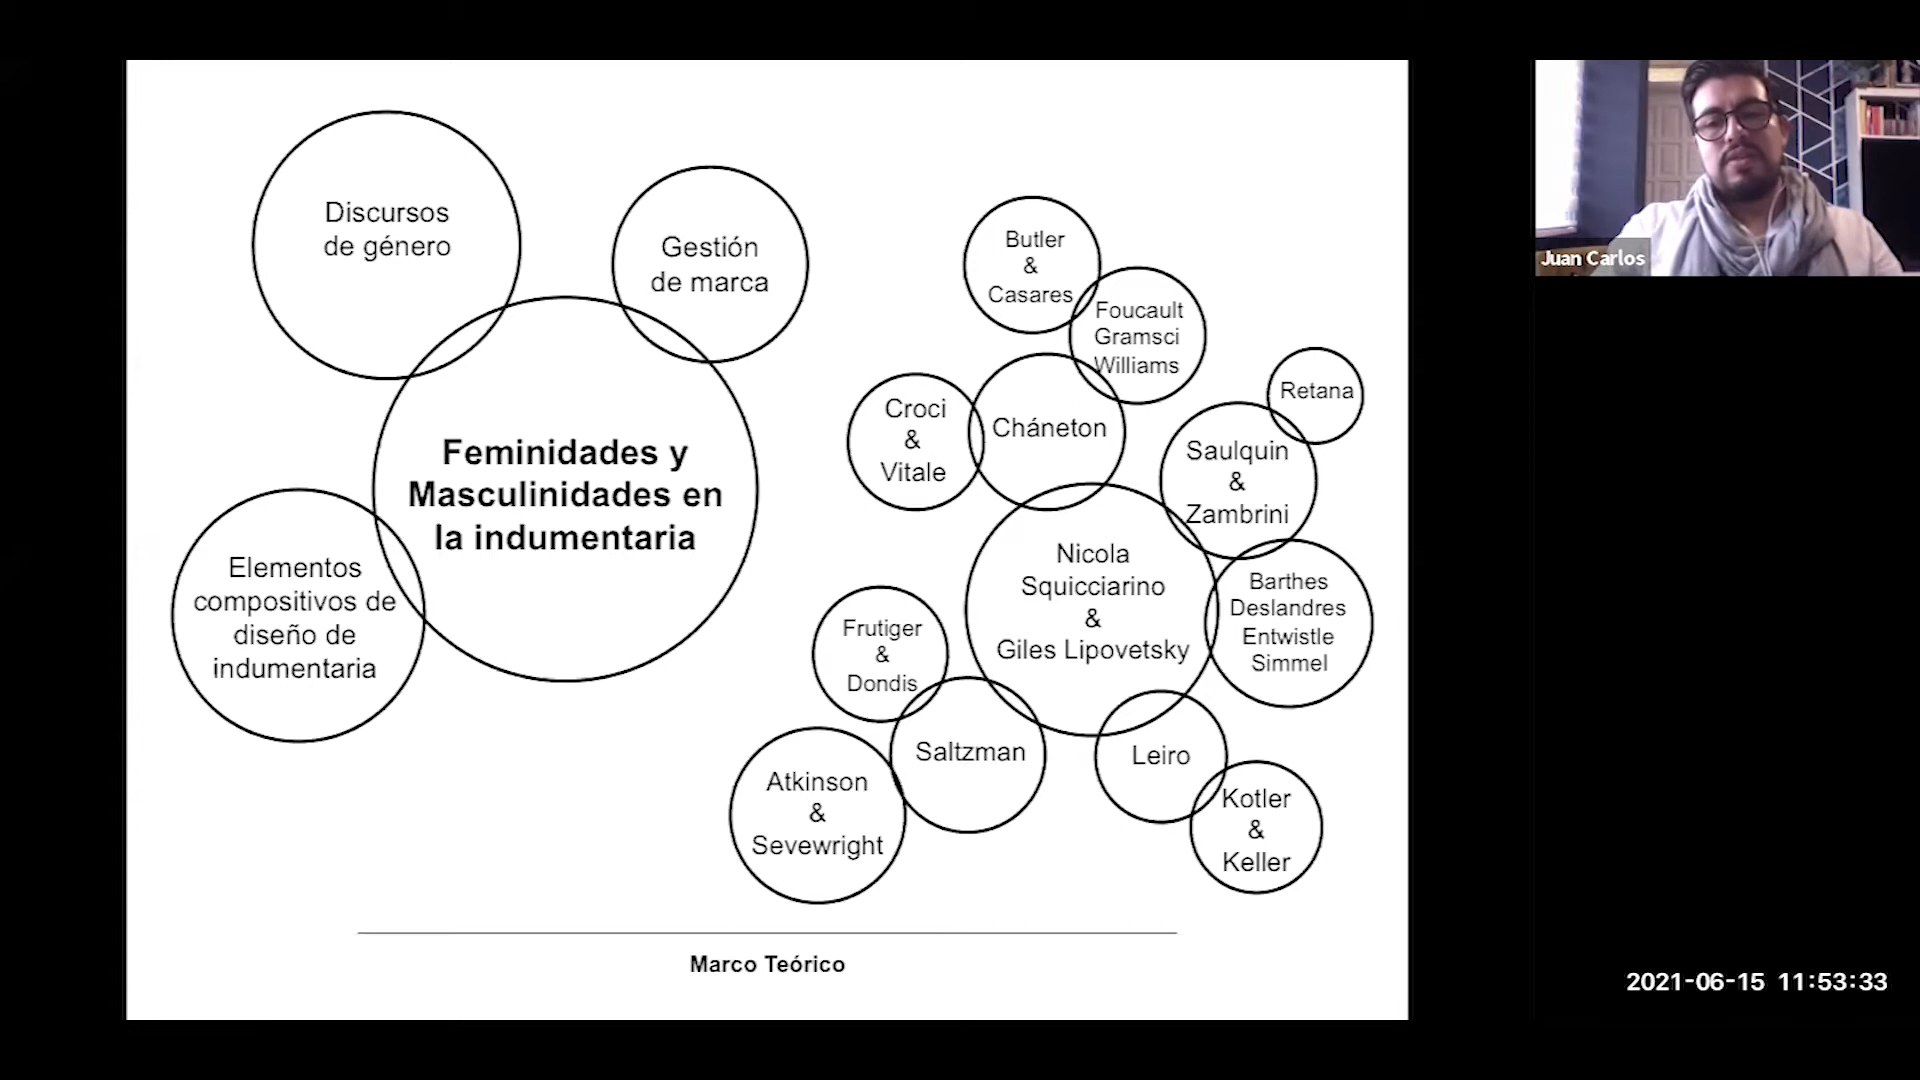 Discursos
de género
Gestión
de marca
Feminidades y
Masculinidades en
la indumentaria
Elementos
compositivos de
diseño de
indumentaria
Butler
&
Casares
Foucault
Gramsci
Williams
Retana
Croci
&
Vitale
Cháneton
Saulquin
&
Zambrini
Nicola
Squicciarino
&
Giles Lipovetsky
Barthes
Deslandres
Entwistle
Simmel
Frutiger
&
Dondis
Saltzman
Leiro
Atkinson
&
Sevewright
Kotler
&
Keller
Marco Teórico
Juan Carlos
2021-06-15 11:53:33